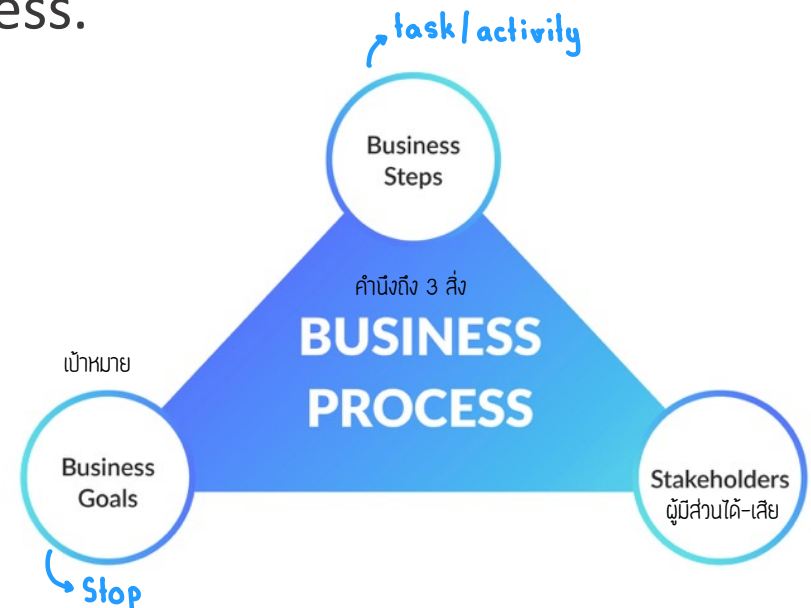 ess.
task/activity
Business
Steps
คำนึงถึง 3 สิ่ง
BUSINESS
PROCESS
เป้าหมาย
Business
Goals
Stakeholders
ผู้มีส่วนได้-เสีย
Stop